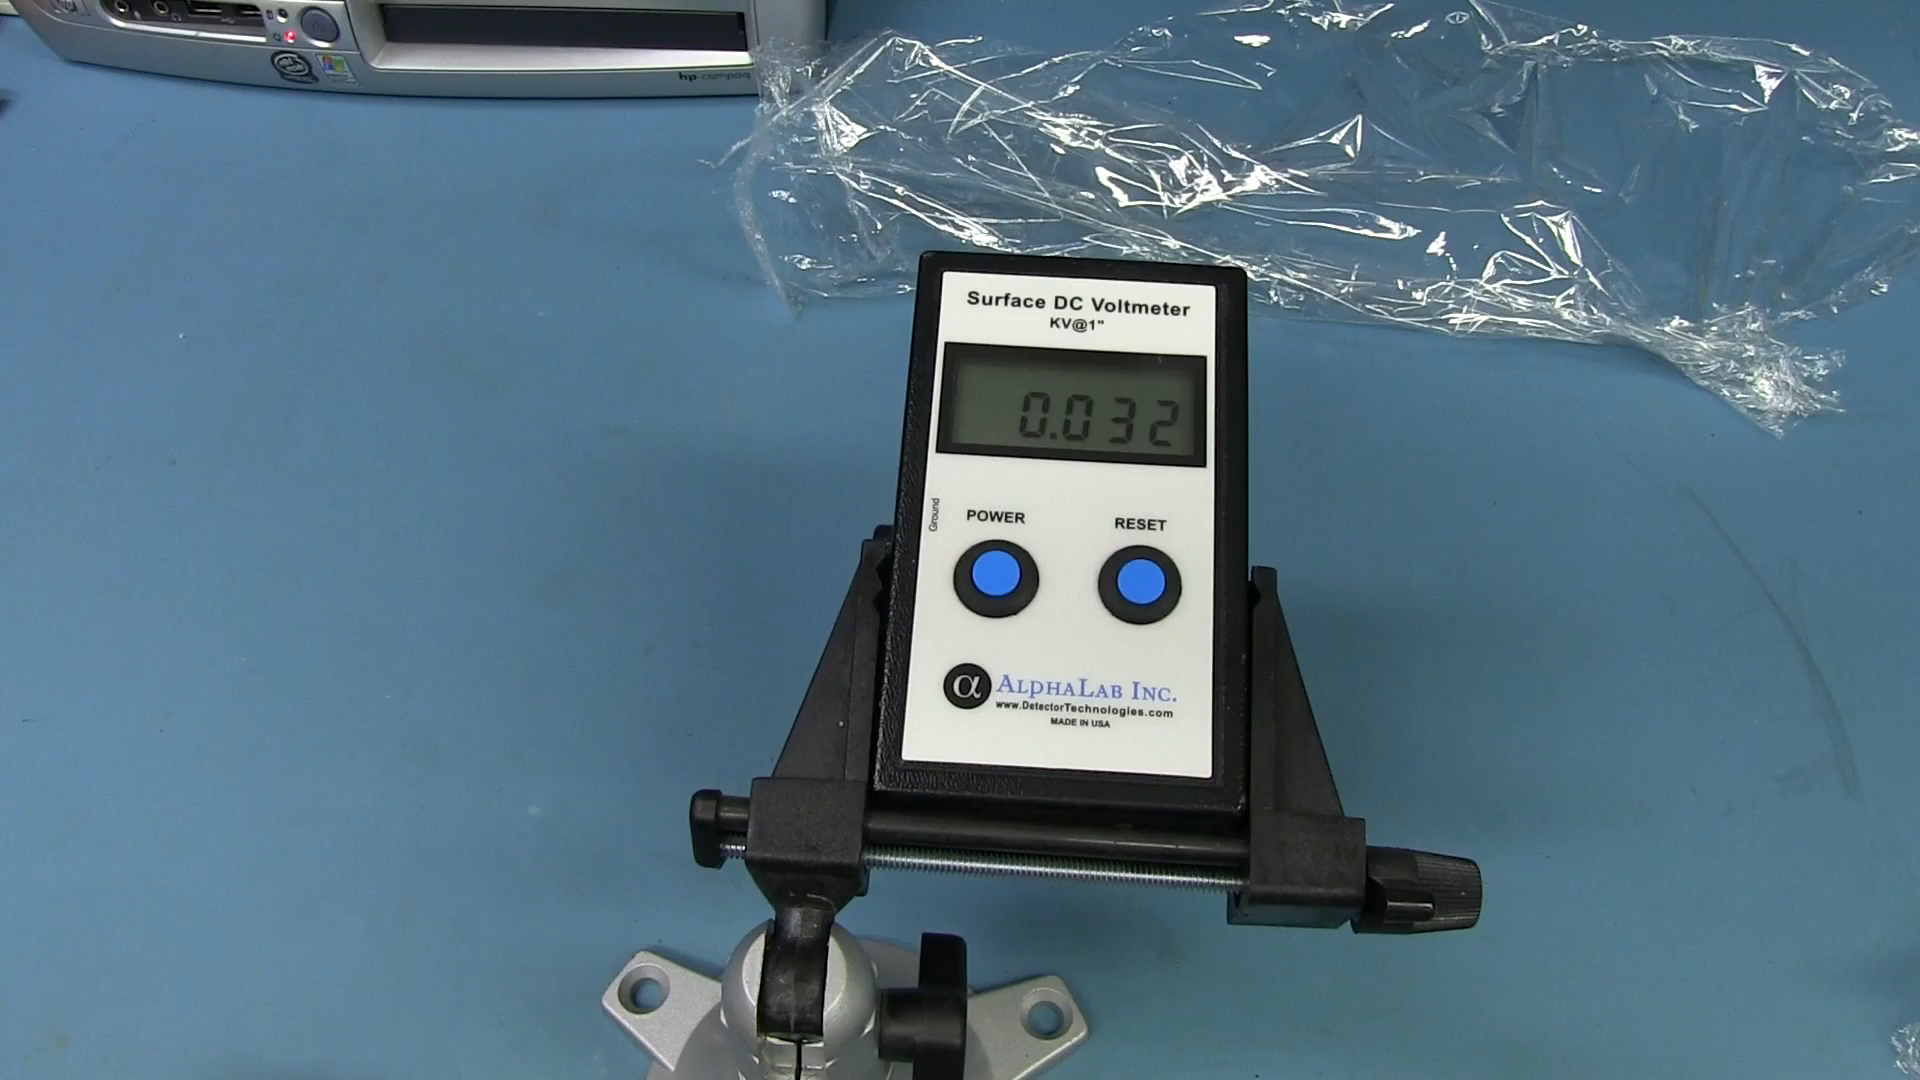 hp compaq
Surface DC Voltmeter
KV@1"
0.032
Ground
POWER
RESET
α ALPHALAB INC.
www.DetectorTechnologies.com
MADE IN USA